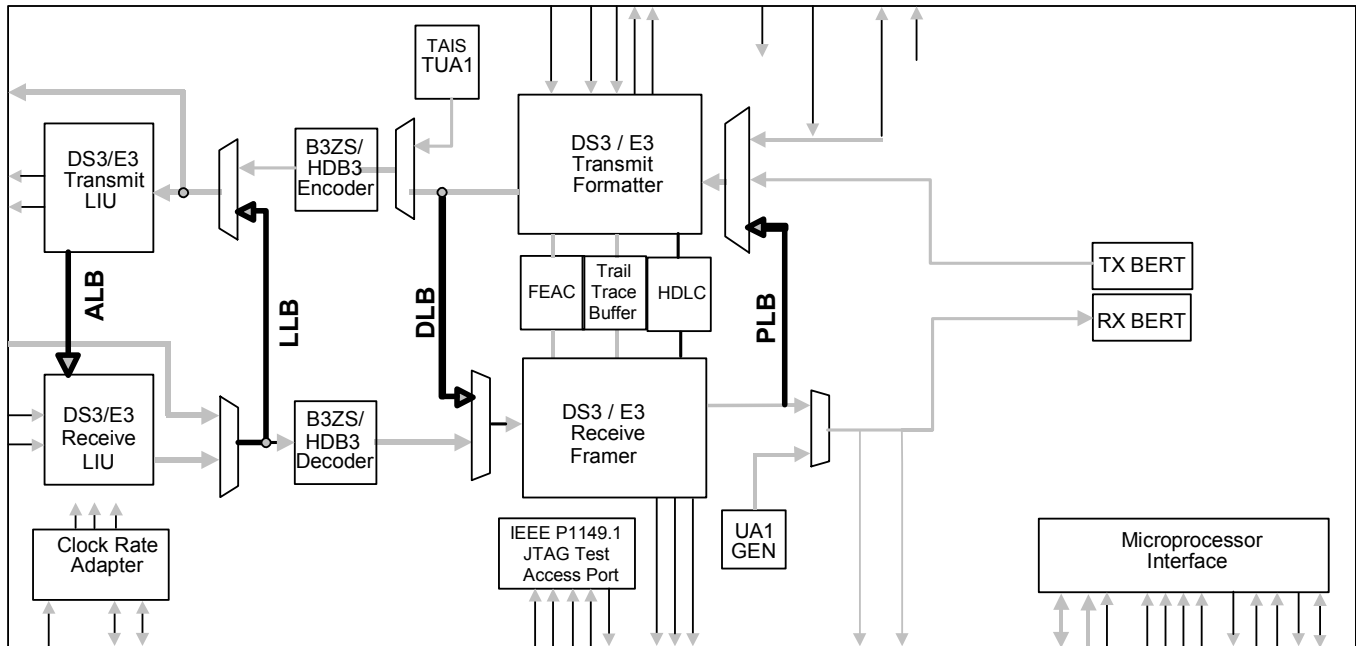 TAIS
TUA1
DS3/E3
Transmit
LIU
B3ZS/
HDB3
Encoder
DS3 / E3
Transmit
Formatter
ALB
LLB
DLB
FEAC
Trail
Trace
Buffer
HDLC
PLB
TX BERT
RX BERT
DS3/E3
Receive
LIU
B3ZS/
HDB3
Decoder
DS3 / E3
Receive
Framer
Clock Rate
Adapter
IEEE P1149.1
JTAG Test
Access Port
UA1
GEN
Microprocessor
Interface